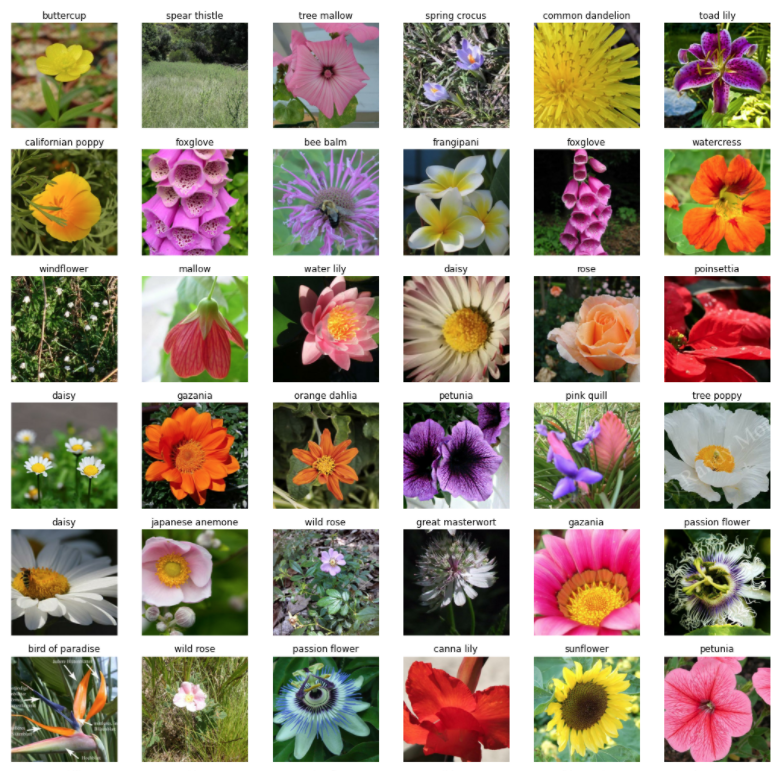 buttercup
spear thistle
tree mallow
spring crocus
common dandelion
toad lily
californian poppy
foxglove
bee balm
frangipani
foxglove
watercress
windflower
mallow
water lily
daisy
rose
poinsettia
daisy
gazania
orange dahlia
petunia
pink quill
tree poppy
daisy
japanese anemone
wild rose
great masterwort
gazania
passion flower
bird of paradise
wild rose
passion flower
canna lily
sunflower
petunia